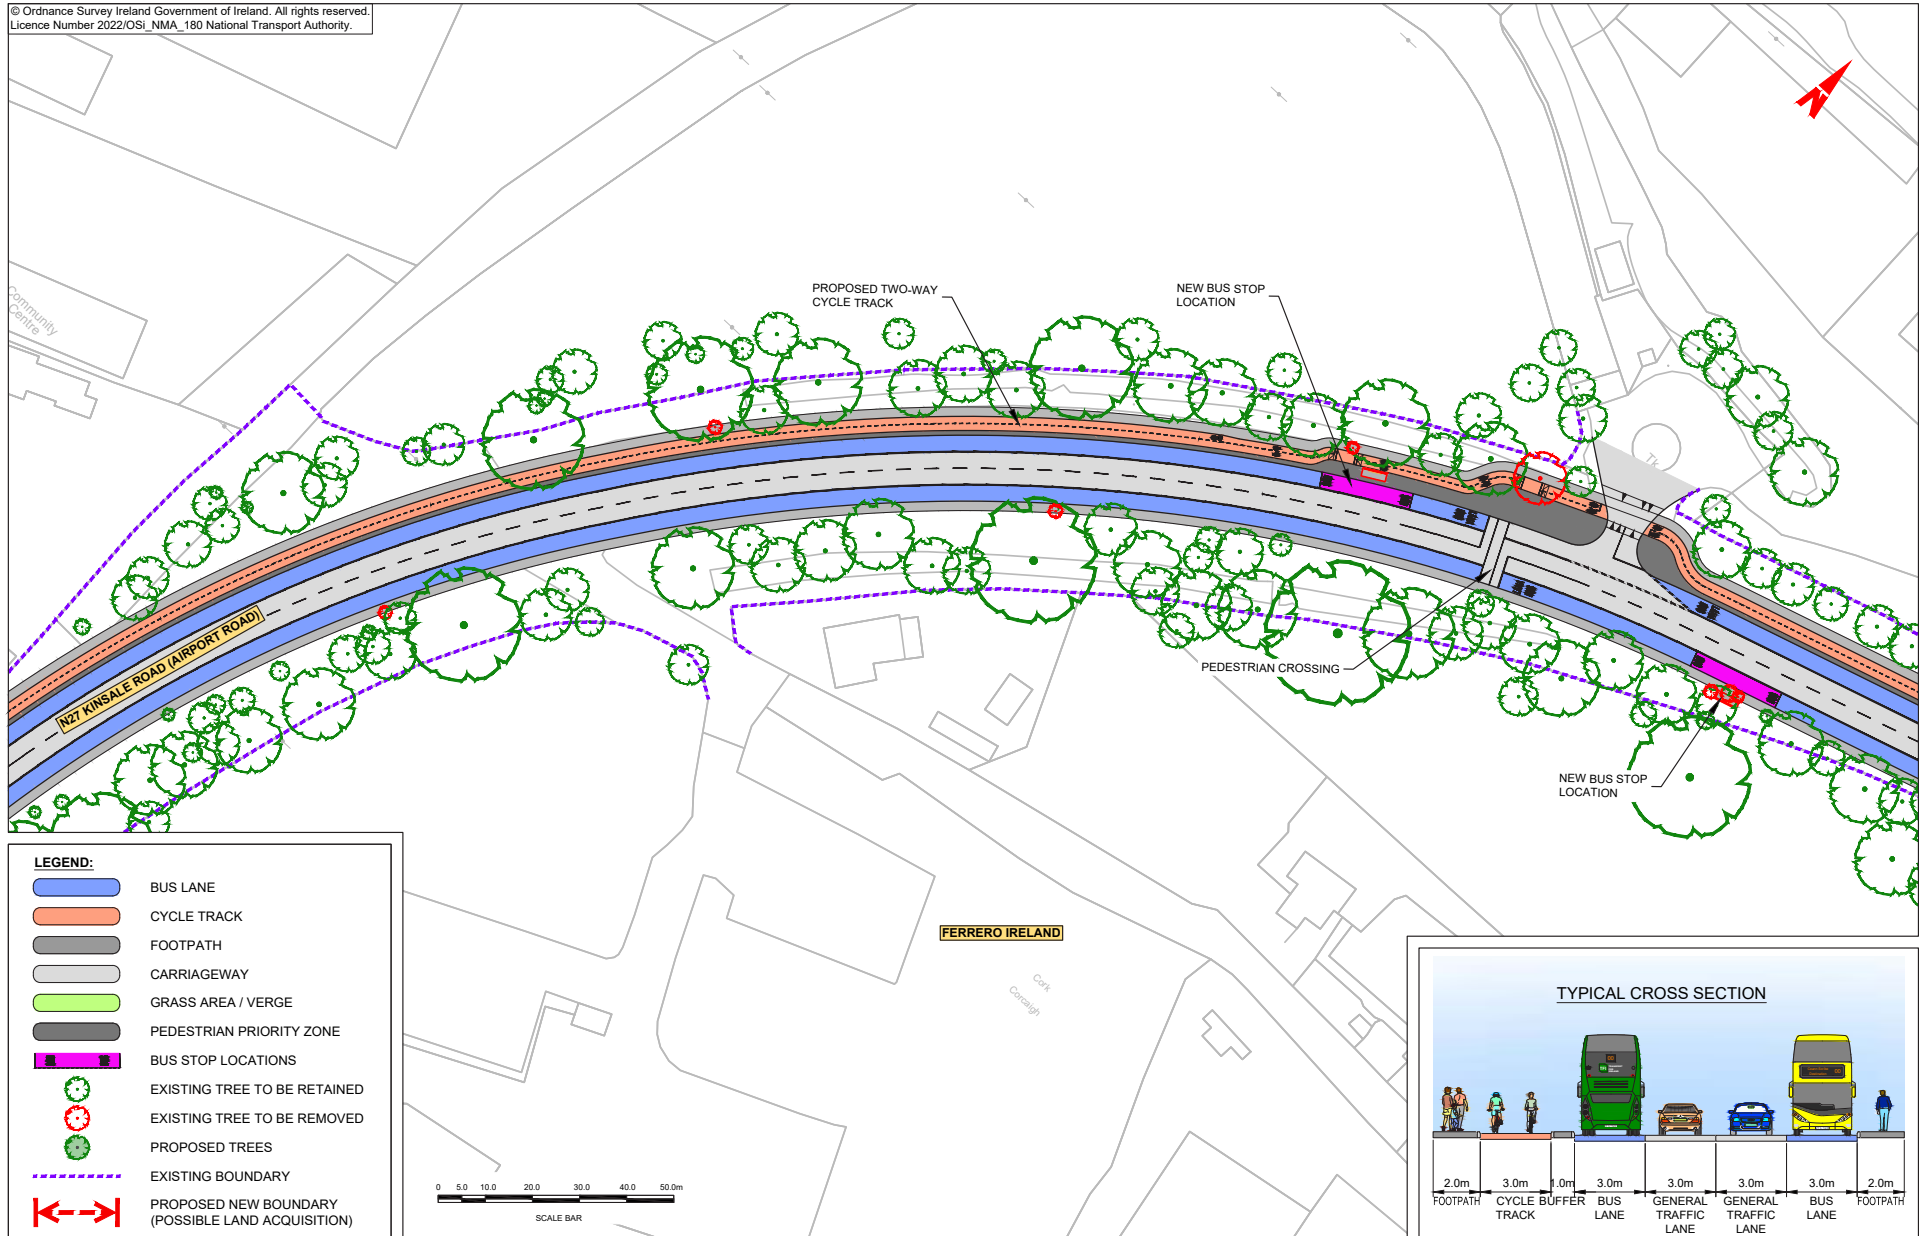 © Ordnance Survey Ireland Government of Ireland. All rights reserved.
Licence Number 2022/OSi_NMA_180 National Transport Authority.
N
Community
Centre
PROPOSED TWO-WAY
CYCLE TRACK
NEW BUS STOP
LOCATION
Tk
N27 KINSALE ROAD (AIRPORT ROAD)
PEDESTRIAN CROSSING
NEW BUS STOP
LOCATION
FERRERO IRELAND
Cork
Corcaigh
LEGEND:
BUS LANE
CYCLE TRACK
FOOTPATH
CARRIAGEWAY
GRASS AREA / VERGE
PEDESTRIAN PRIORITY ZONE
BUS STOP LOCATIONS
EXISTING TREE TO BE RETAINED
EXISTING TREE TO BE REMOVED
PROPOSED TREES
EXISTING BOUNDARY
PROPOSED NEW BOUNDARY
(POSSIBLE LAND ACQUISITION)
0 5.0 10.0 20.0 30.0 40.0 50.0m
SCALE BAR
TYPICAL CROSS SECTION
2.0m 3.0m 1.0m 3.0m 3.0m 3.0m 3.0m 2.0m
FOOTPATH CYCLE BUFFER BUS GENERAL GENERAL BUS FOOTPATH
TRACK LANE TRAFFIC TRAFFIC LANE
LANE LANE